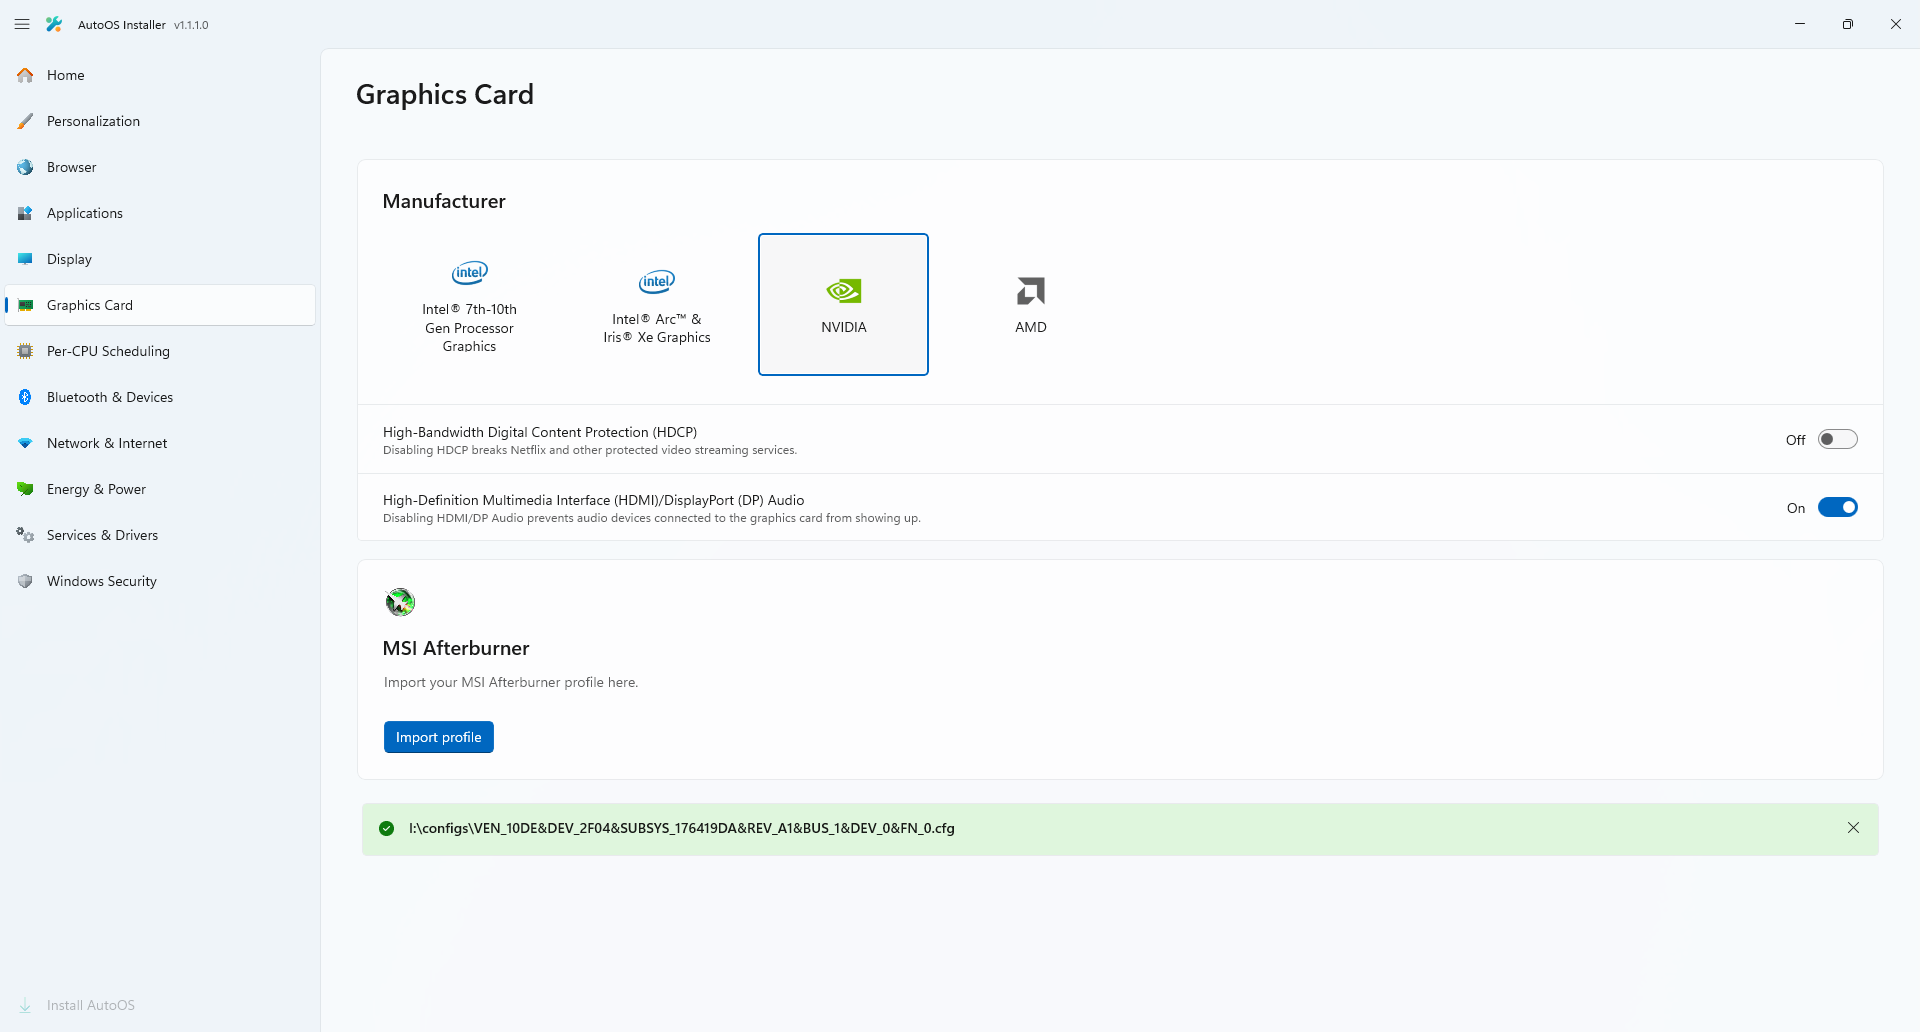 AutoOS Installer v1.1.1.0
Home
Personalization
Browser
Applications
Display
Graphics Card
Per-CPU Scheduling
Bluetooth & Devices
Network & Internet
Energy & Power
Services & Drivers
Windows Security
Install AutoOS
Graphics Card
Manufacturer
intel
Intel® 7th-10th
Gen Processor
Graphics
intel
Intel® Arc™ &
Iris® Xe Graphics
NVIDIA
AMD
High-Bandwidth Digital Content Protection (HDCP)
Disabling HDCP breaks Netflix and other protected video streaming services.
Off
High-Definition Multimedia Interface (HDMI)/DisplayPort (DP) Audio
Disabling HDMI/DP Audio prevents audio devices connected to the graphics card from showing up.
On
MSI Afterburner
Import your MSI Afterburner profile here.
Import profile
I:\configs\VEN_10DE&DEV_2F04&SUBSYS_176419DA&REV_A1&BUS_1&DEV_0&FN_0.cfg